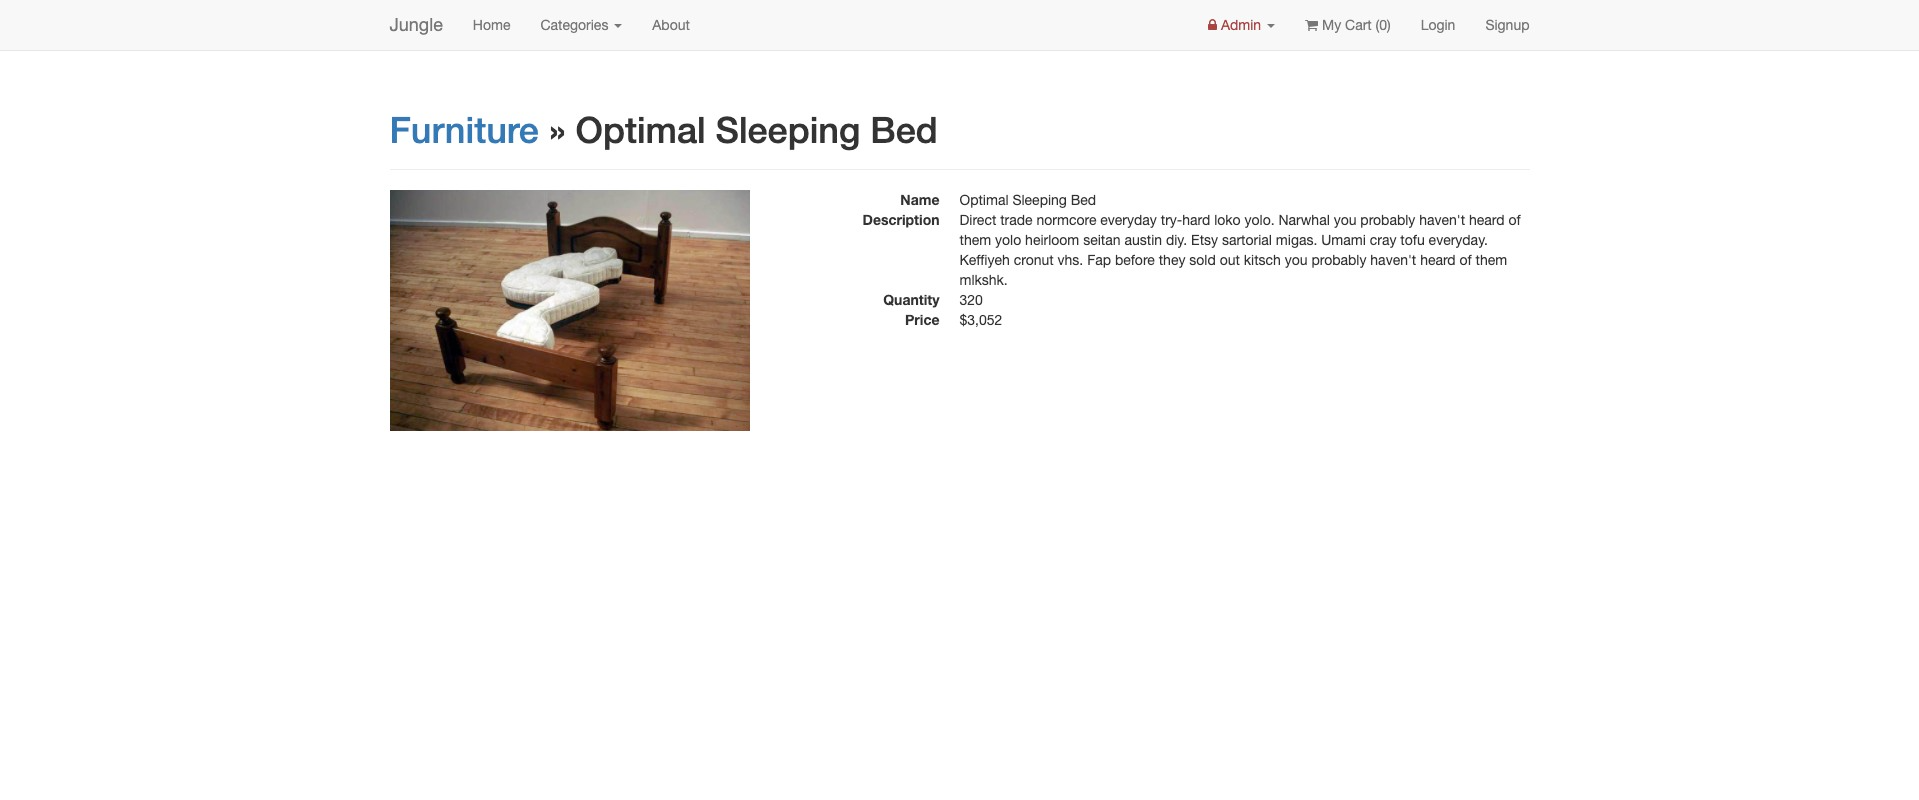 Jungle Home Categories About Admin My Cart (0) Login Signup
Furniture » Optimal Sleeping Bed
Name Optimal Sleeping Bed
Description Direct trade normcore everyday try-hard loko yolo. Narwhal you probably haven't heard of
them yolo heirloom seitan austin diy. Etsy sartorial migas. Umami cray tofu everyday.
Keffiyeh cronut vhs. Fap before they sold out kitsch you probably haven't heard of them
mlkshk.
Quantity 320
Price $3,052